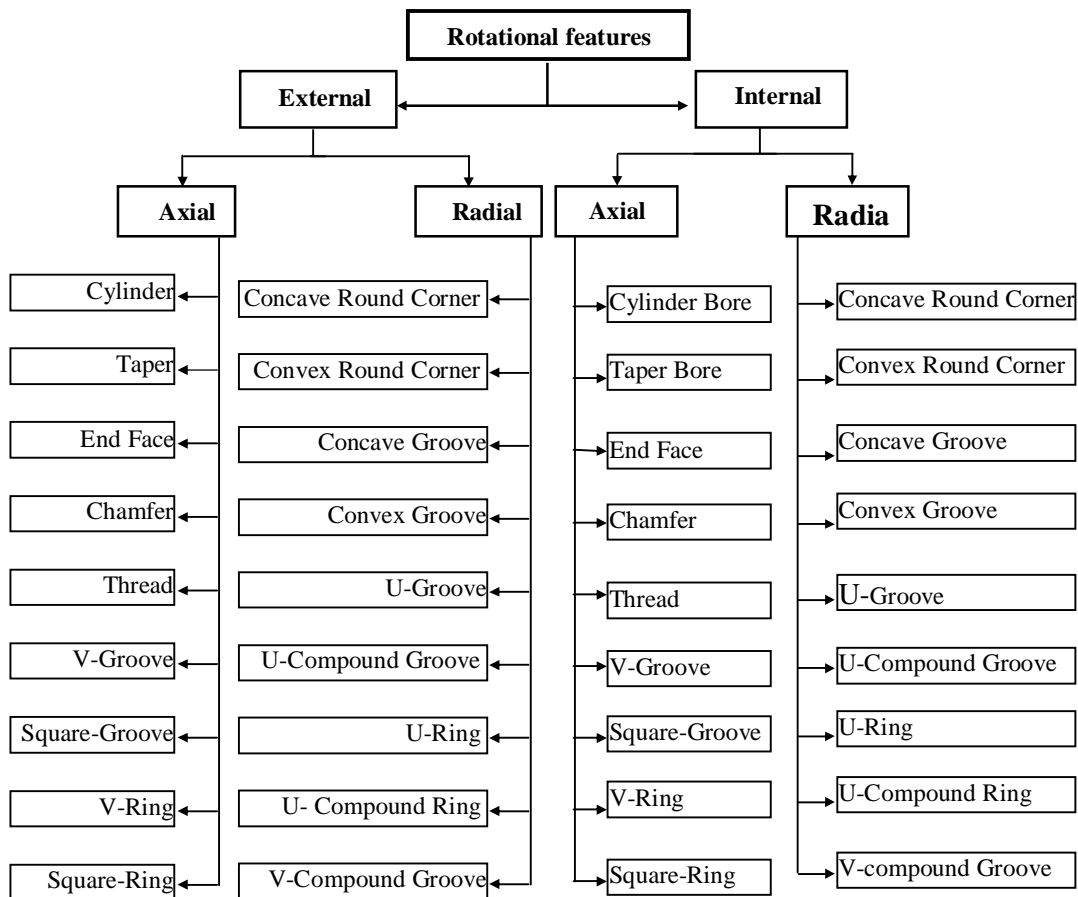 Rotational features
External
Internal
Axial
Radial
Axial
Radia
Cylinder
Taper
End Face
Chamfer
Thread
V-Groove
Square-Groove
V-Ring
Square-Ring
Concave Round Corner
Convex Round Corner
Concave Groove
Convex Groove
U-Groove
U-Compound Groove
U-Ring
U- Compound Ring
V-Compound Groove
Cylinder Bore
Taper Bore
End Face
Chamfer
Thread
V-Groove
Square-Groove
V-Ring
Square-Ring
Concave Round Corner
Convex Round Corner
Concave Groove
Convex Groove
U-Groove
U-Compound Groove
U-Ring
U-Compound Ring
V-compound Groove